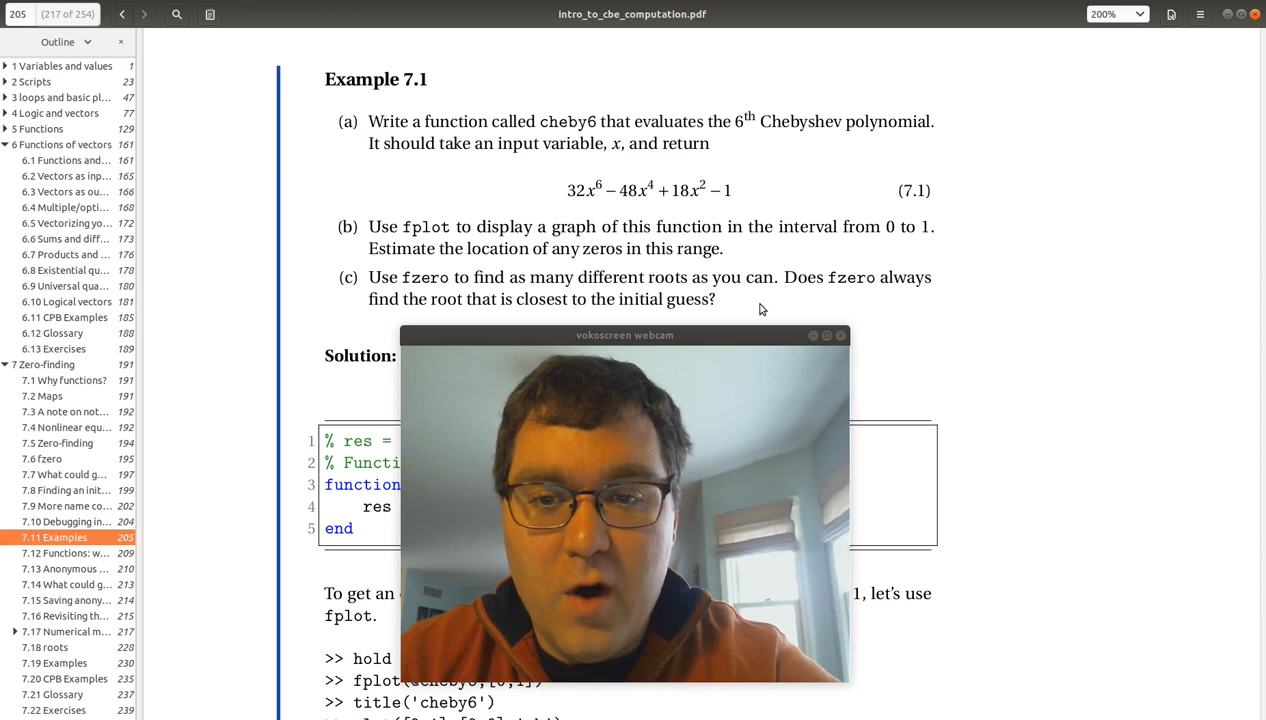 205 (217 of 254)
intro_to_cbe_computation.pdf
200%
Outline
1 Variables and values 1
2 Scripts 23
3 loops and basic pl... 47
4 Logic and vectors 77
5 Functions 129
6 Functions of vectors 161
6.1 Functions and... 161
6.2 Vectors as inp... 165
6.3 Vectors as ou... 166
6.4 Multiple/opti... 168
6.5 Vectorizing yo... 172
6.6 Sums and diff... 173
6.7 Products and ... 176
6.8 Existential qu... 178
6.9 Universal qua... 180
6.10 Logical vectors 181
6.11 CPB Examples 185
6.12 Glossary 188
6.13 Exercises 189
7 Zero-finding 191
7.1 Why functions? 191
7.2 Maps 191
7.3 A note on not... 192
7.4 Nonlinear equ... 192
7.5 Zero-finding 194
7.6 fzero 195
7.7 What could g... 197
7.8 Finding an init... 199
7.9 More name co... 202
7.10 Debugging in... 204
7.11 Examples 205
7.12 Functions: w... 209
7.13 Anonymous ... 210
7.14 What could g... 213
7.15 Saving anony... 214
7.16 Revisiting th... 215
7.17 Numerical m... 217
7.18 roots 228
7.19 Examples 230
7.20 CPB Examples 235
7.21 Glossary 237
7.22 Exercises 239
Example 7.1
(a) Write a function called cheby6 that evaluates the 6th Chebyshev polynomial.
It should take an input variable, x, and return
32x⁶ − 48x⁴ + 18x² − 1 (7.1)
(b) Use fplot to display a graph of this function in the interval from 0 to 1.
Estimate the location of any zeros in this range.
(c) Use fzero to find as many different roots as you can. Does fzero always
find the root that is closest to the initial guess?
vokoscreen webcam
Solution:
1 % res =
2 % Functi
3 function
4 res
5 end
To get an 1, let's use
fplot.
>> hold
>> fplot(@cheby6,[0,1])
>> title('cheby6')